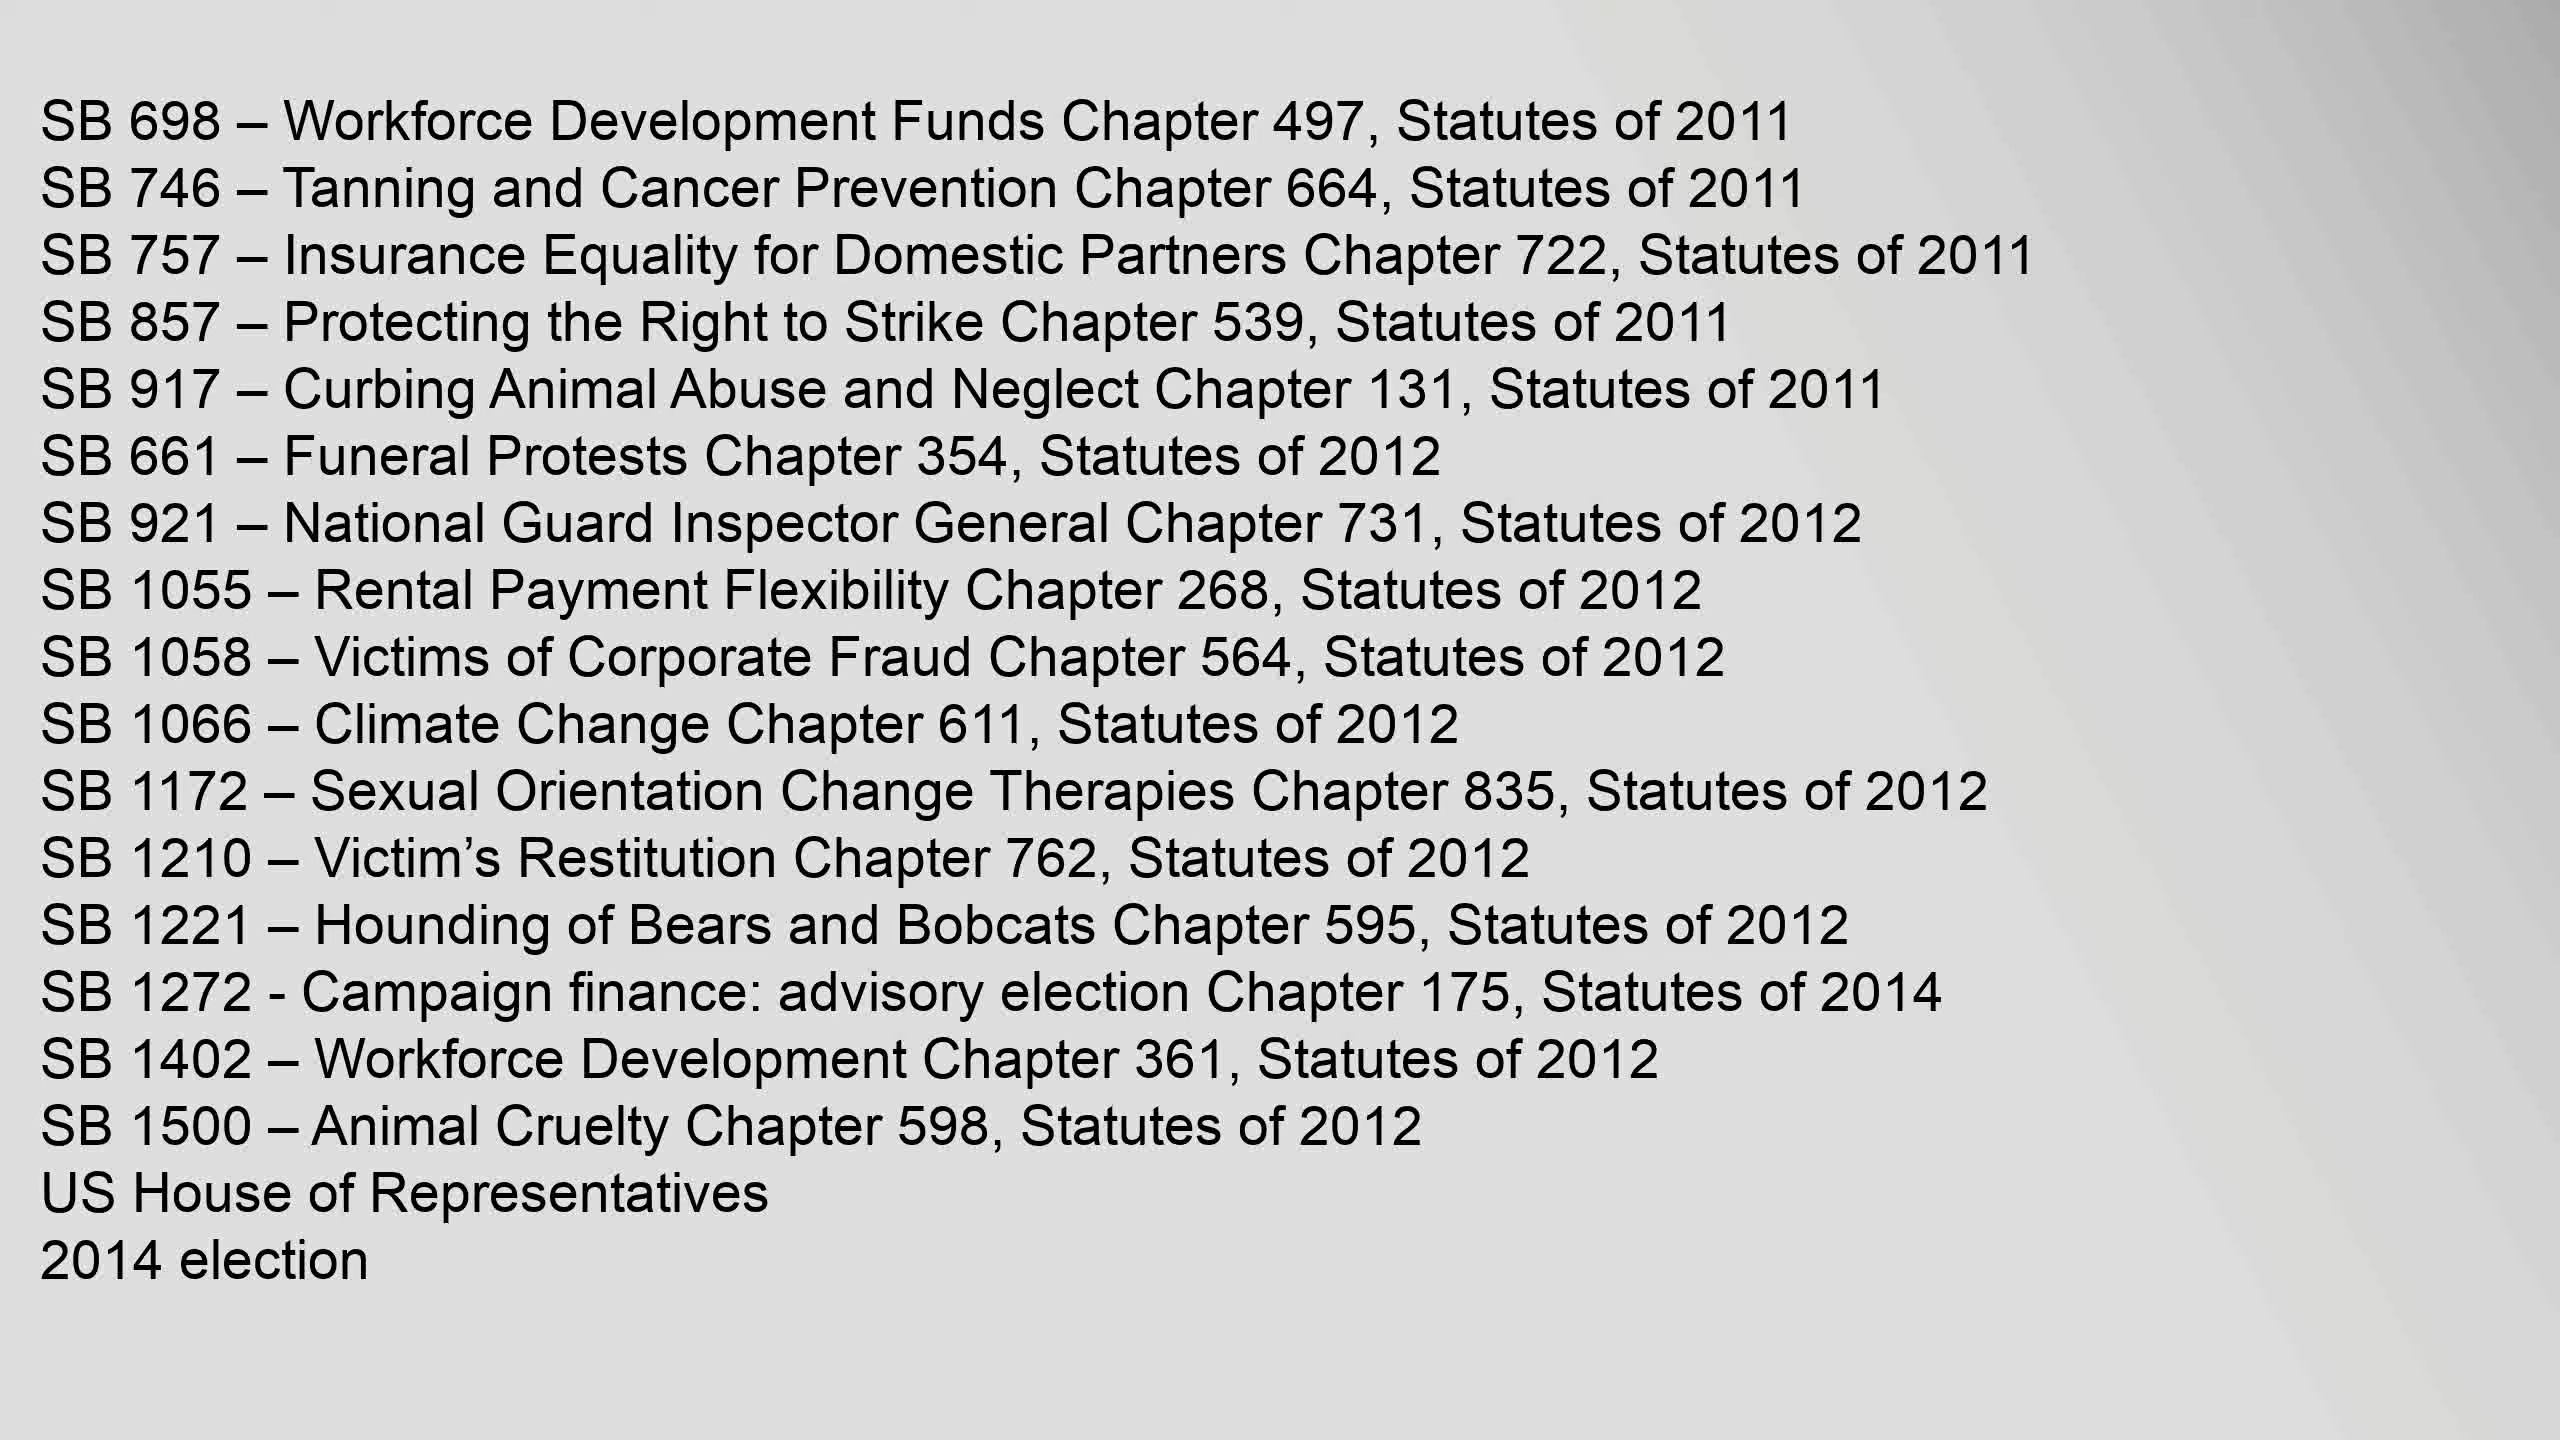 SB 698 – Workforce Development Funds Chapter 497, Statutes of 2011
SB 746 – Tanning and Cancer Prevention Chapter 664, Statutes of 2011
SB 757 – Insurance Equality for Domestic Partners Chapter 722, Statutes of 2011
SB 857 – Protecting the Right to Strike Chapter 539, Statutes of 2011
SB 917 – Curbing Animal Abuse and Neglect Chapter 131, Statutes of 2011
SB 661 – Funeral Protests Chapter 354, Statutes of 2012
SB 921 – National Guard Inspector General Chapter 731, Statutes of 2012
SB 1055 – Rental Payment Flexibility Chapter 268, Statutes of 2012
SB 1058 – Victims of Corporate Fraud Chapter 564, Statutes of 2012
SB 1066 – Climate Change Chapter 611, Statutes of 2012
SB 1172 – Sexual Orientation Change Therapies Chapter 835, Statutes of 2012
SB 1210 – Victim’s Restitution Chapter 762, Statutes of 2012
SB 1221 – Hounding of Bears and Bobcats Chapter 595, Statutes of 2012
SB 1272 - Campaign finance: advisory election Chapter 175, Statutes of 2014
SB 1402 – Workforce Development Chapter 361, Statutes of 2012
SB 1500 – Animal Cruelty Chapter 598, Statutes of 2012
US House of Representatives
2014 election